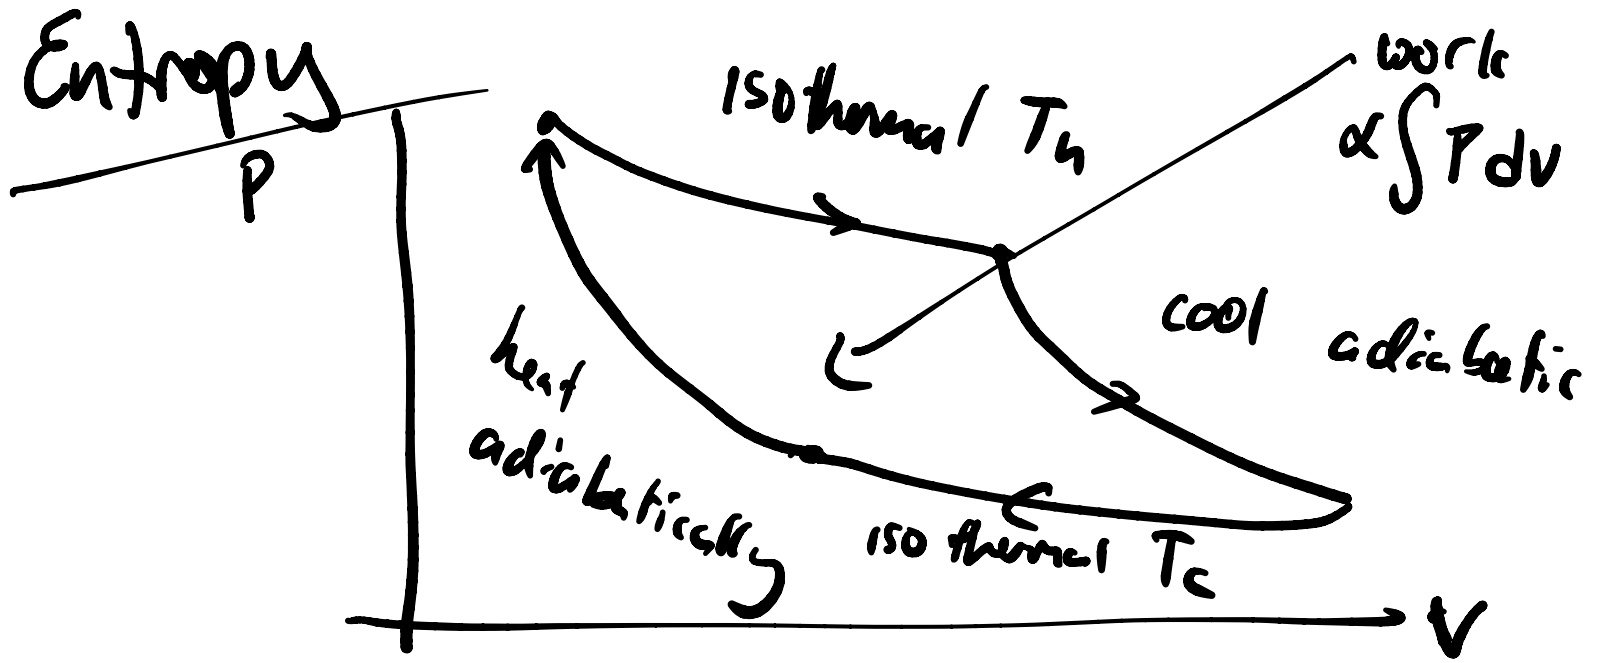 Entropy
P
isothermal Th
work
∝ ∫ P dv
cool adiabatic
heat
adiabatically
isothermal Tc
V